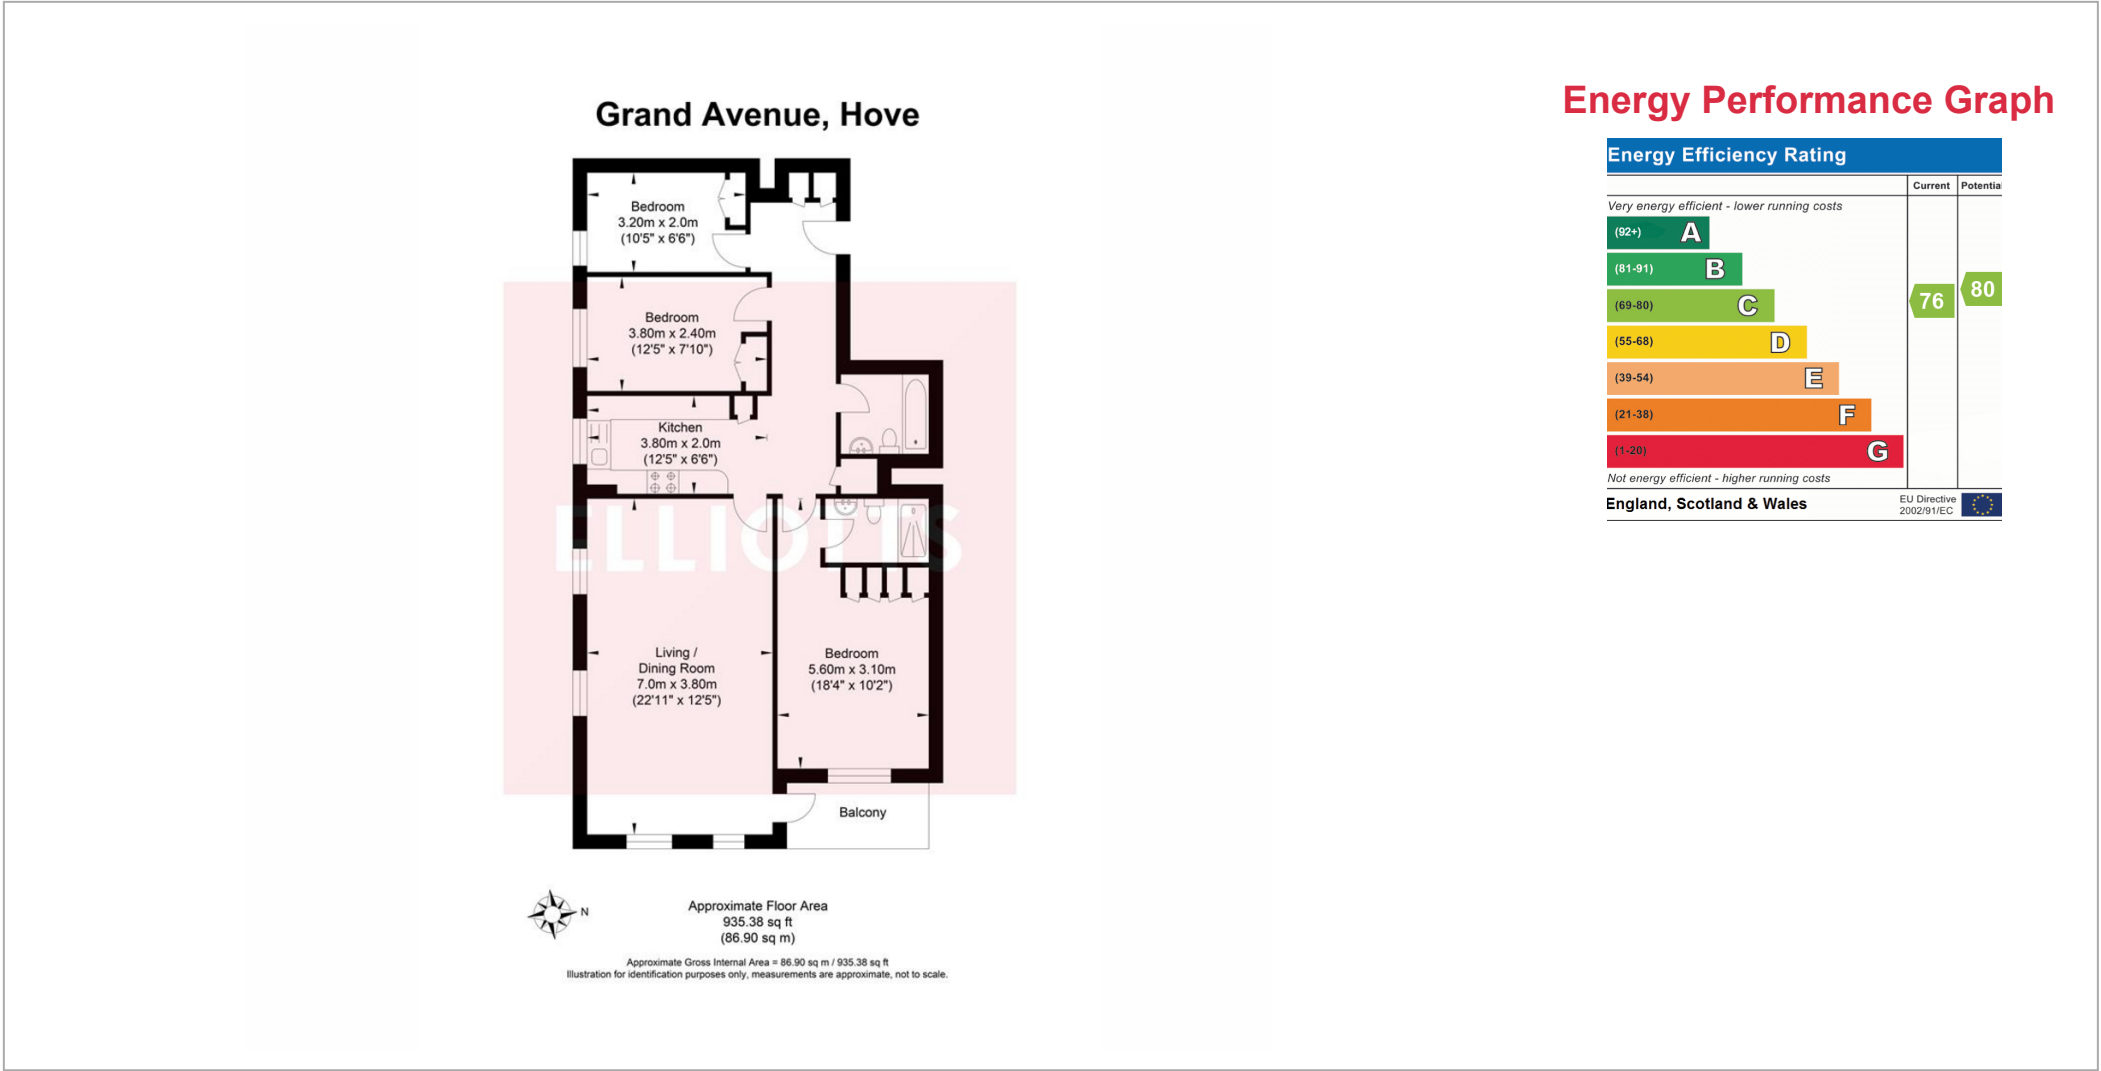 Grand Avenue, Hove
Bedroom
3.20m x 2.0m
(10'5" x 6'6")
Bedroom
3.80m x 2.40m
(12'5" x 7'10")
Kitchen
3.80m x 2.0m
(12'5" x 6'6")
ELLIOTTS
Living /
Dining Room
7.0m x 3.80m
(22'11" x 12'5")
Bedroom
5.60m x 3.10m
(18'4" x 10'2")
Balcony
N
Approximate Floor Area
935.38 sq ft
(86.90 sq m)
Approximate Gross Internal Area = 86.90 sq m / 935.38 sq ft
Illustration for identification purposes only, measurements are approximate, not to scale.
Energy Performance Graph
Energy Efficiency Rating
Current Potentia
Very energy efficient - lower running costs
(92+) A
(81-91) B
(69-80) C
76
80
(55-68) D
(39-54) E
(21-38) F
(1-20) G
Not energy efficient - higher running costs
England, Scotland & Wales
EU Directive
2002/91/EC